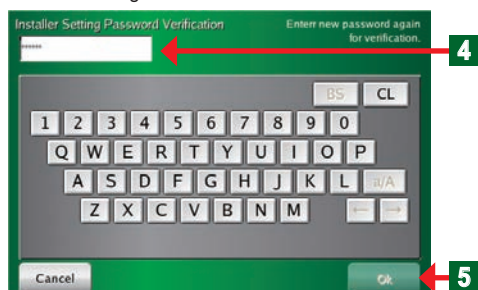 Installer Setting Password Verification
Enterr new password again
for verification.
******
4
BS CL
1 2 3 4 5 6 7 8 9 0
Q W E R T Y U I O P
A S D F G H J K L a/A
Z X C V B N M ← →
Cancel
Ok
5